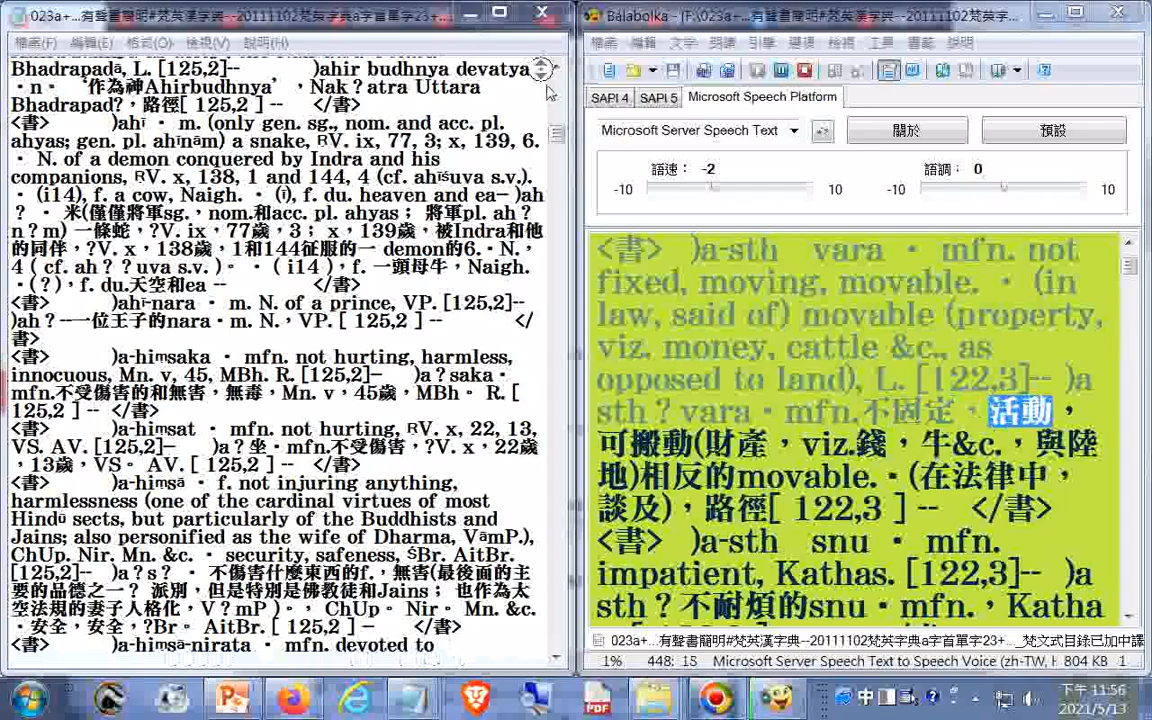 023a+...有聲書簡明#梵英漢字典--20111102梵英字典a字首單字23+...
檔案(F) 編輯(E) 格式(O) 檢視(V) 說明(H)
Bhadrapadā, L. [125,2]-- )ahir budhnya devatya
・n・ “作為神Ahirbudhnya”, Nak?atra Uttara
Bhadrapad?，路徑[ 125,2 ] -- </書>
<書> )ahī ・ m. (only gen. sg., nom. and acc. pl.
ahyas; gen. pl. ahīnām) a snake, RV. ix, 77, 3; x, 139, 6.
・ N. of a demon conquered by Indra and his
companions, RV. x, 138, 1 and 144, 4 (cf. ahīśuva s.v.).
・ (i14), f. a cow, Naigh. ・ (ī), f. du. heaven and ea-- )ah
? ・ 米(僅僅將軍sg.，nom.和acc. pl. ahyas； 將軍pl. ah?
n?m) 一條蛇，?V. ix，77歲，3； x，139歲，被Indra和他
的同伴，?V. x，138歲，1和144征服的一 demon的6.・N.，
4 ( cf. ah??uva s.v. )。 ・ ( i14 )，f. 一頭母牛，Naigh.
・(?)，f. du.天空和ea -- </書>
<書> )ahī-nara ・ m. N. of a prince, VP. [125,2]--
)ah?--一位王子的nara・m. N.，VP. [ 125,2 ] -- </
書>
<書> )a-hiṃsaka ・ mfn. not hurting, harmless,
innocuous, Mn. v, 45, MBh. R. [125,2]-- )a?saka・
mfn.不受傷害的和無害，無毒，Mn. v，45歲，MBh。 R. [
125,2 ] -- </書>
<書> )a-hiṃsat ・ mfn. not hurting, RV. x, 22, 13,
VS. AV. [125,2]-- )a?坐・mfn.不受傷害，?V. x，22歲
，13歲，VS。 AV. [ 125,2 ] -- </書>
<書> )a-hiṃsā ・ f. not injuring anything,
harmlessness (one of the cardinal virtues of most
Hindū sects, but particularly of the Buddhists and
Jains; also personified as the wife of Dharma, VāmP.),
ChUp. Nir. Mn. &c. ・ security, safeness, ŚBr. AitBr.
[125,2]-- )a?s? ・ 不傷害什麼東西的f.，無害(最後面的主
要的品德之一? 派別，但是特別是佛教徒和Jains； 也作為太
空法規的妻子人格化，V?mP )。， ChUp。 Nir。 Mn. &c.
・安全，安全，?Br。 AitBr. [ 125,2 ] -- </書>
<書> )a-hiṃsā-nirata ・ mfn. devoted to
Balabolka - [F:\023a+...有聲書簡明#梵英漢字典--20111102梵英字...
檔案 編輯 文字 朗讀 引擎 選項 檢視 工具 書籤 說明
SAPI 4 SAPI 5 Microsoft Speech Platform
Microsoft Server Speech Text 關於 預設
語速： -2 語調： 0
-10 10 -10 10
<書> )a-sth vara ・ mfn. not
fixed, moving, movable. ・ (in
law, said of) movable (property,
viz. money, cattle &c., as
opposed to land), L. [122,3]-- )a
sth?vara・mfn.不固定，活動，
可搬動(財產，viz.錢，牛&c.，與陸
地)相反的movable.・(在法律中，
談及)，路徑[ 122,3 ] -- </書>
<書> )a-sth snu ・ mfn.
impatient, Kathas. [122,3]-- )a
sth?不耐煩的snu・mfn.，Katha
023a+...有聲書簡明#梵英漢字典--20111102梵英字典a字首單字23+..._梵文式目錄已加中譯
1% 448: 15 Microsoft Server Speech Text to Speech Voice (zh-TW, H 804 KB 1
PDF 中 下午 11:56
2021/5/13